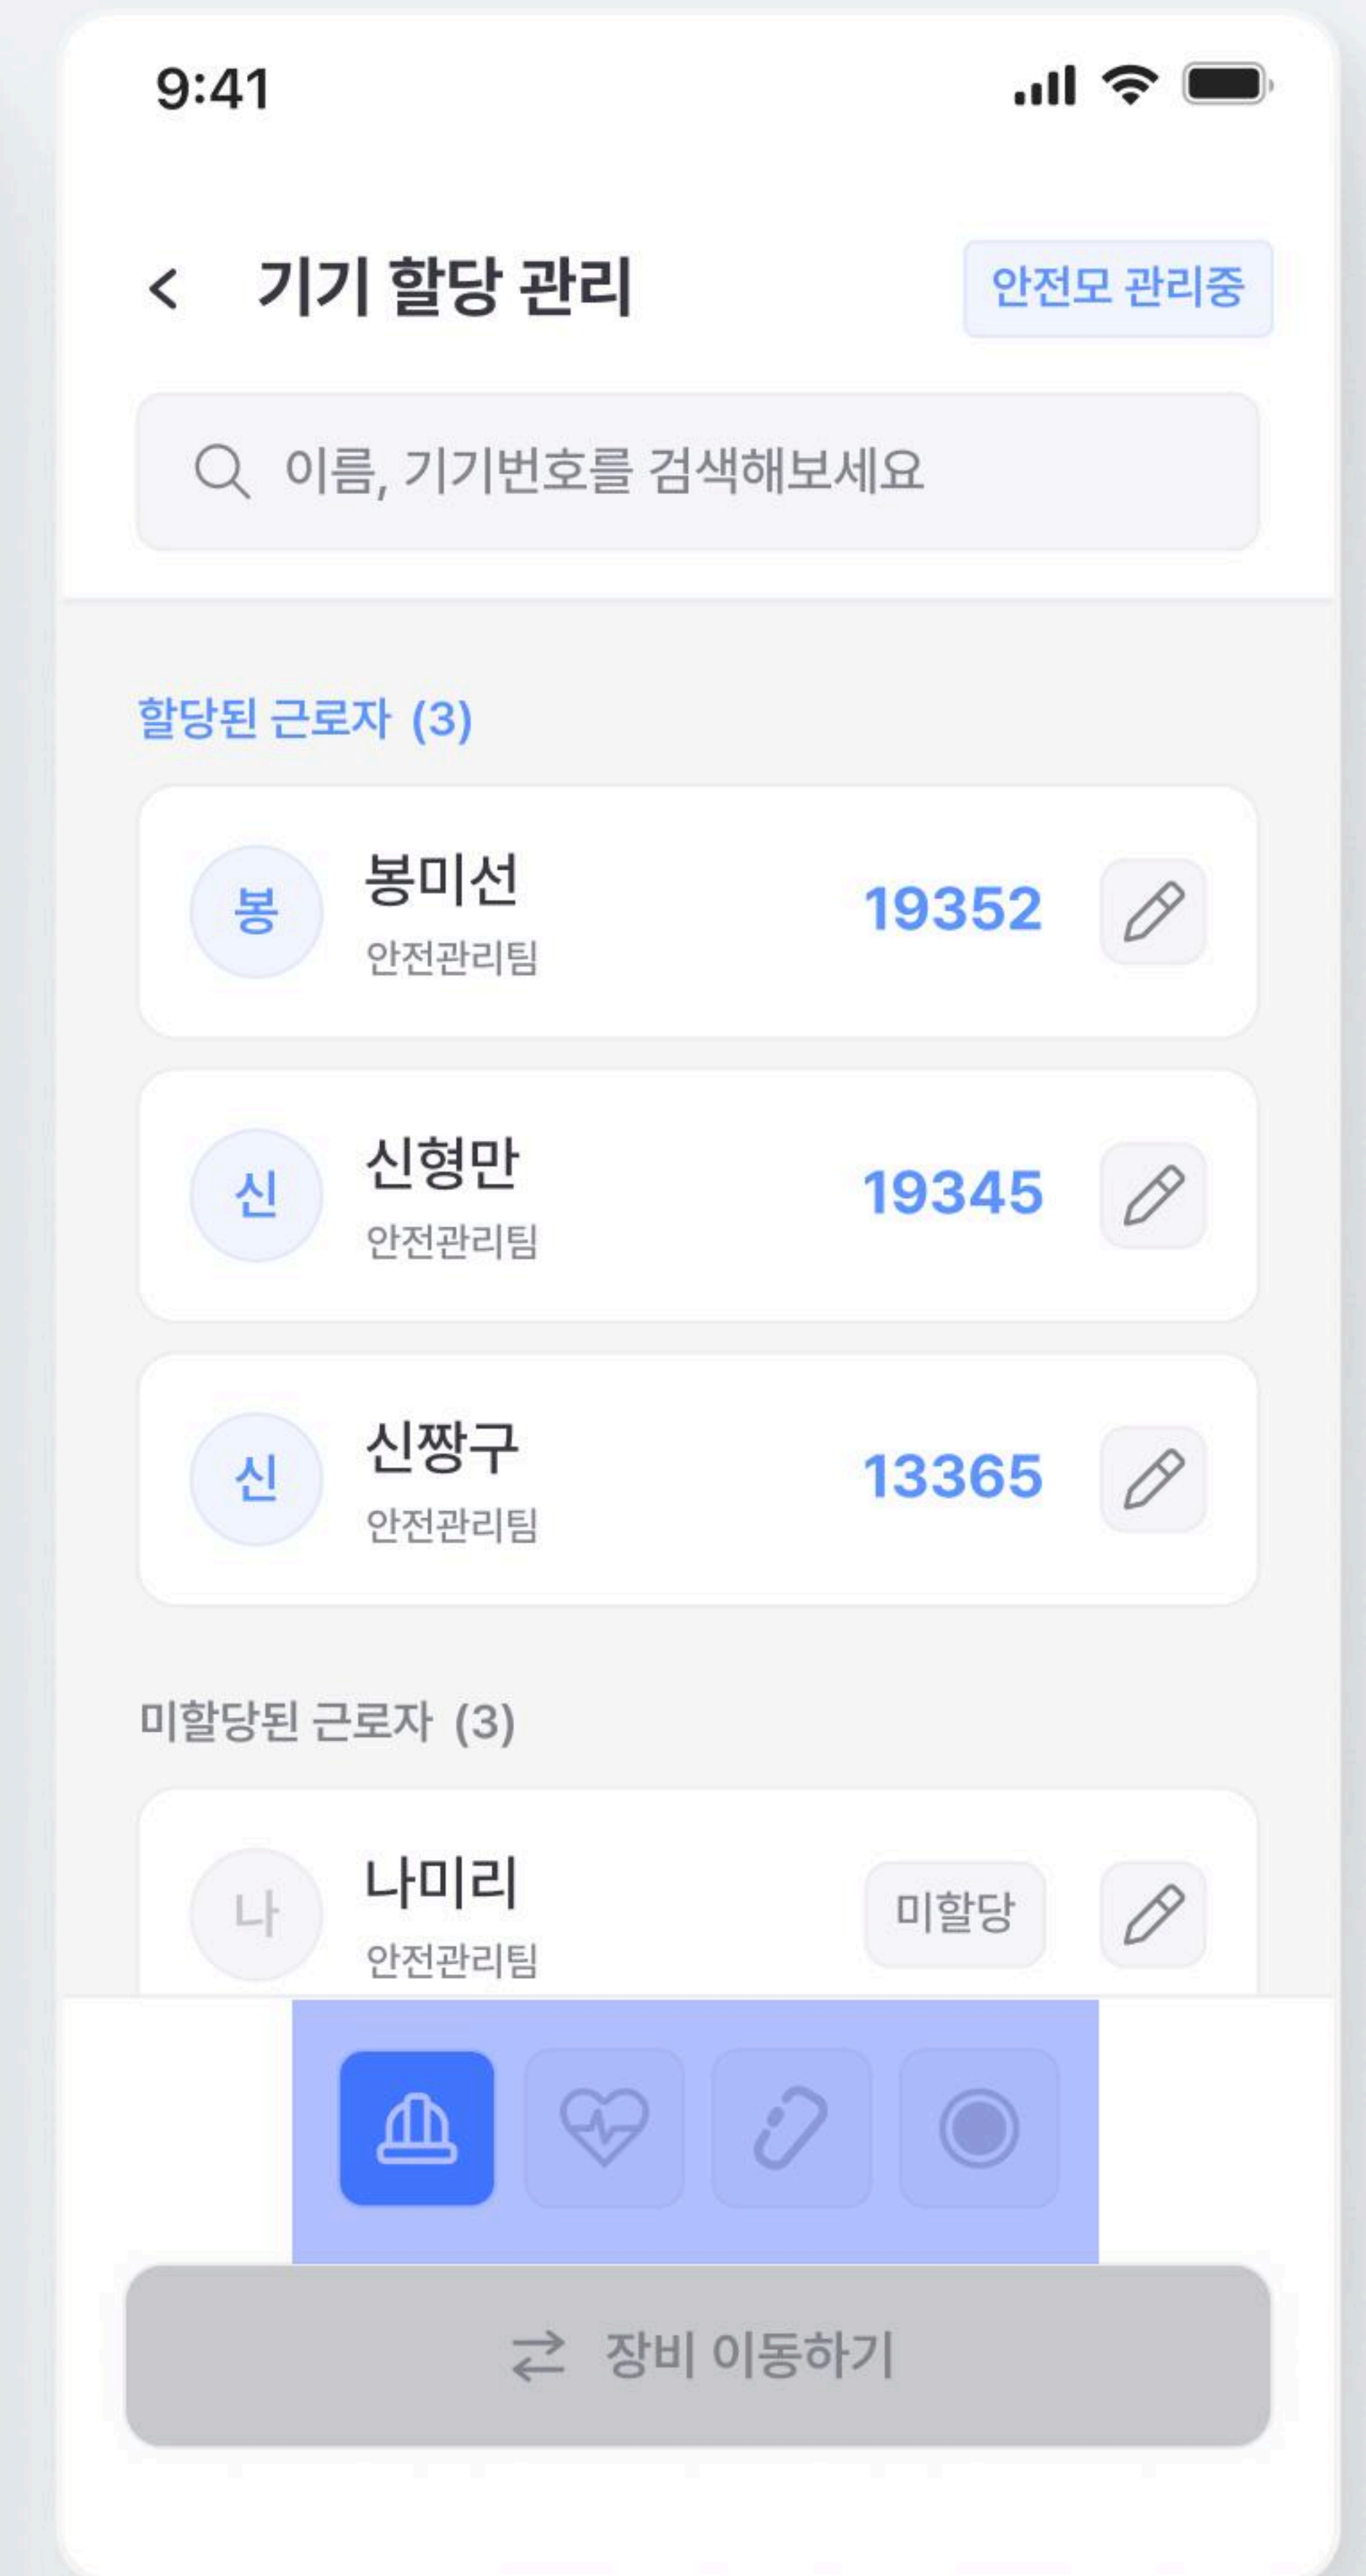 9:41
기기 할당 관리
안전모 관리중
이름, 기기번호를 검색해보세요
할당된 근로자 (3)
봉
봉미선
안전관리팀
19352
신
신형만
안전관리팀
19345
신
신짱구
안전관리팀
13365
미할당된 근로자 (3)
나
나미리
안전관리팀
미할당
장비 이동하기